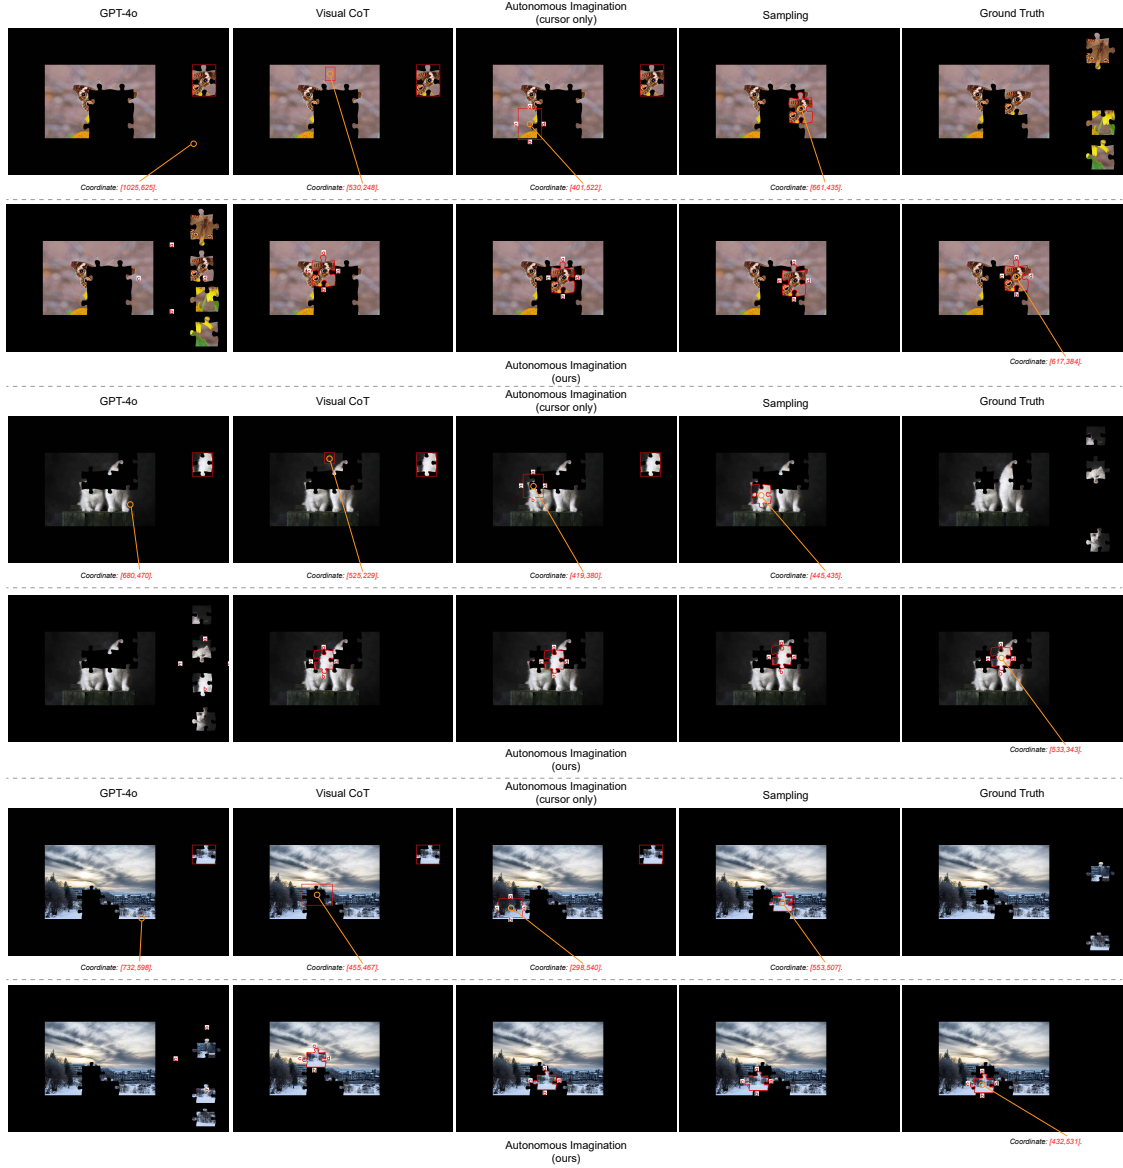 GPT-4o
Visual CoT
Autonomous Imagination
(cursor only)
Sampling
Ground Truth
Coordinate: [1025,625].
Coordinate: [530,248].
Coordinate: [401,522].
Coordinate: [661,435].
Coordinate: [617,384].
Autonomous Imagination
(ours)
GPT-4o
Visual CoT
Autonomous Imagination
(cursor only)
Sampling
Ground Truth
Coordinate: [680,470].
Coordinate: [525,229].
Coordinate: [419,380].
Coordinate: [445,435].
Coordinate: [533,343].
Autonomous Imagination
(ours)
GPT-4o
Visual CoT
Autonomous Imagination
(cursor only)
Sampling
Ground Truth
Coordinate: [732,598].
Coordinate: [455,467].
Coordinate: [298,540].
Coordinate: [553,507].
Coordinate: [432,531].
Autonomous Imagination
(ours)